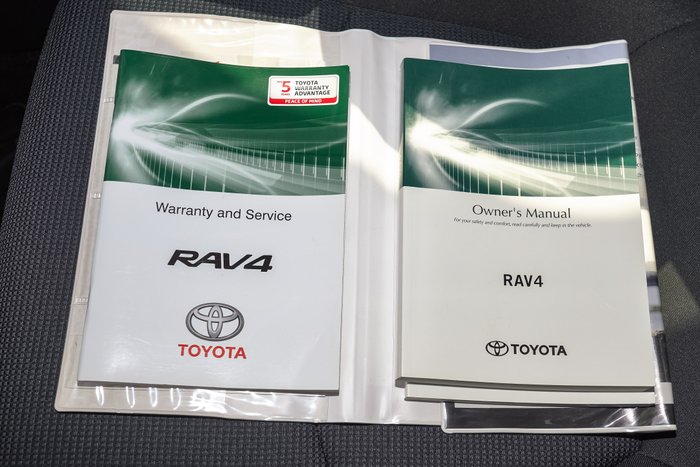 5
YEARS
TOYOTA
WARRANTY
ADVANTAGE
PEACE OF MIND
Warranty and Service
RAV4
TOYOTA
Owner's Manual
For your safety and comfort, read carefully and keep in the vehicle.
RAV4
TOYOTA